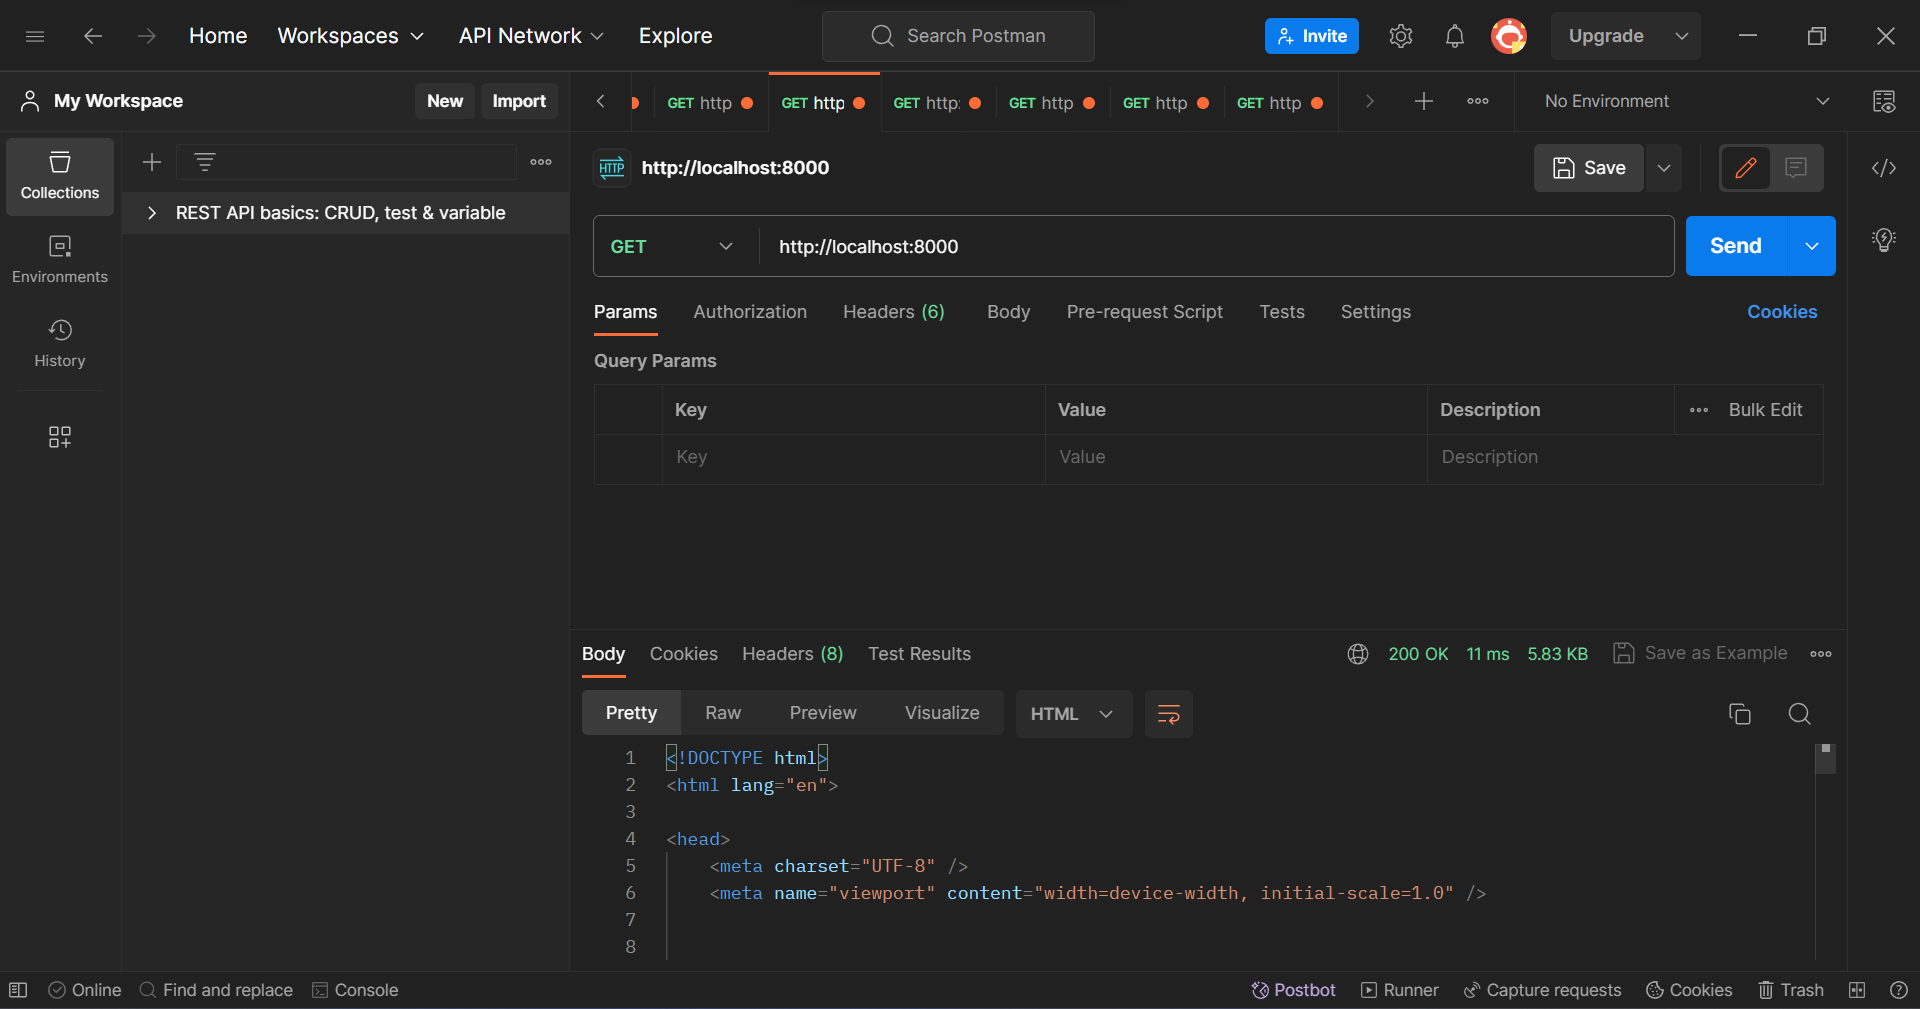 Home Workspaces API Network Explore Search Postman Invite Upgrade
My Workspace New Import GET http GET http GET http: GET http GET http GET http No Environment
Collections
Environments
History
REST API basics: CRUD, test & variable
HTTP http://localhost:8000 Save
GET http://localhost:8000 Send
Params Authorization Headers (6) Body Pre-request Script Tests Settings Cookies
Query Params
Key Value Description Bulk Edit
Key Value Description
Body Cookies Headers (8) Test Results 200 OK 11 ms 5.83 KB Save as Example
Pretty Raw Preview Visualize HTML
1 <!DOCTYPE html>
2 <html lang="en">
3
4 <head>
5 <meta charset="UTF-8" />
6 <meta name="viewport" content="width=device-width, initial-scale=1.0" />
7
8
Online Find and replace Console Postbot Runner Capture requests Cookies Trash